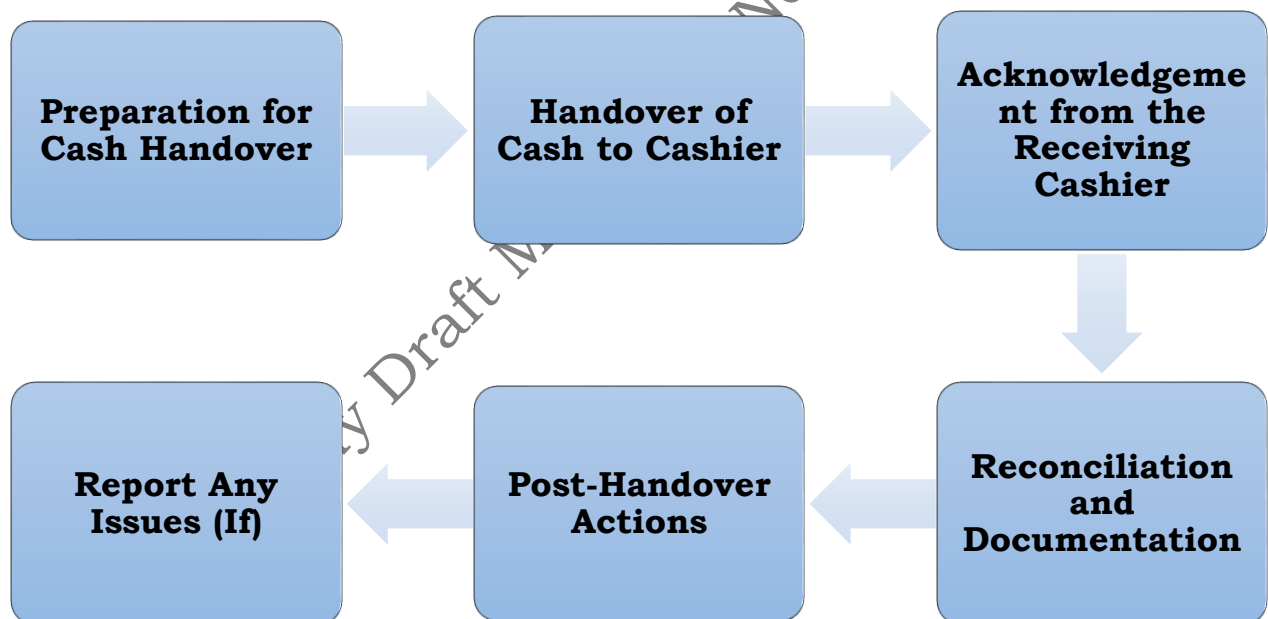 Preparation for
Cash Handover
Handover of
Cash to Cashier
Acknowledgeme
nt from the
Receiving
Cashier
Reconciliation
and
Documentation
Post-Handover
Actions
Report Any
Issues (If)
Draft